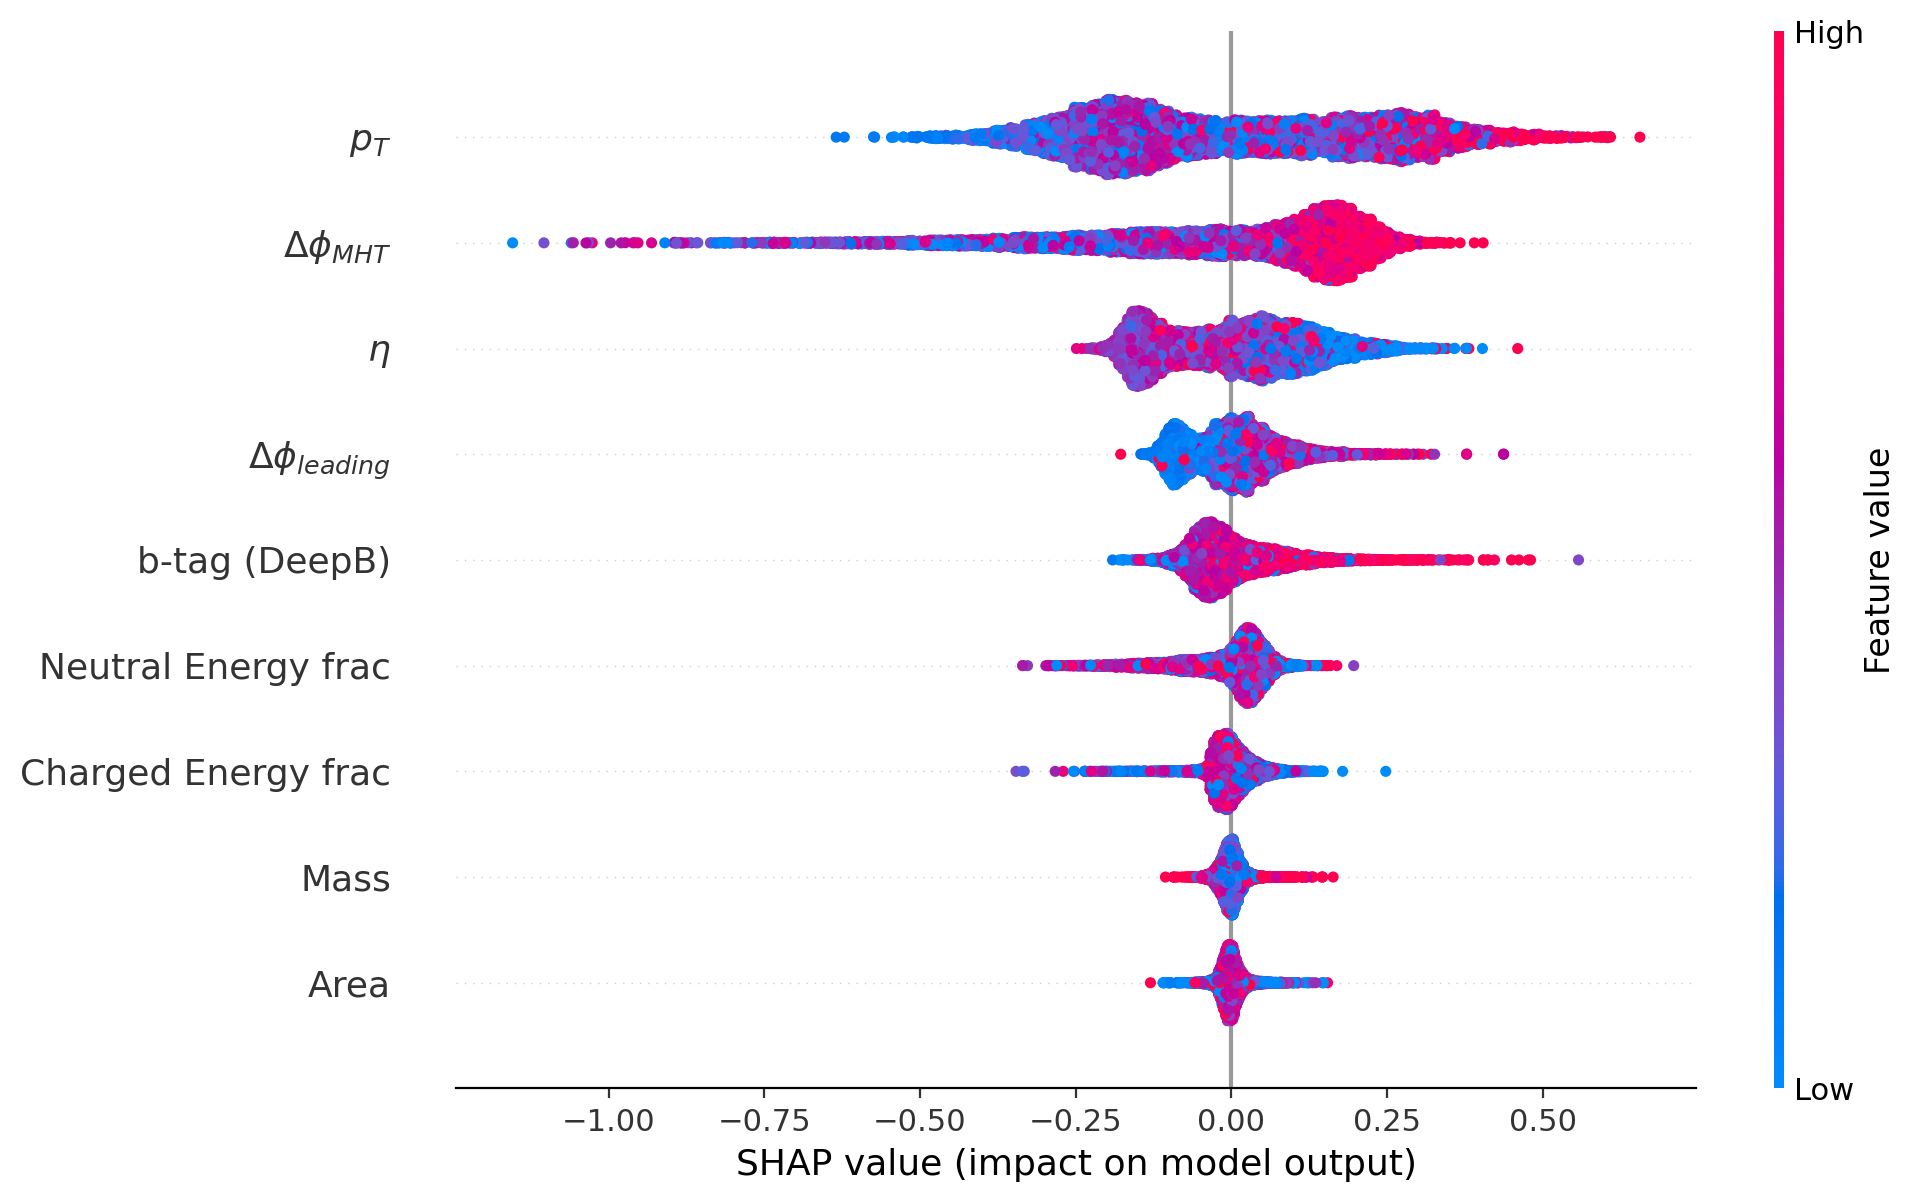 High
p_T
Δϕ_MHT
η
Δϕ_leading
b-tag (DeepB)
Neutral Energy frac
Charged Energy frac
Mass
Area
Feature value
Low
−1.00 −0.75 −0.50 −0.25 0.00 0.25 0.50
SHAP value (impact on model output)